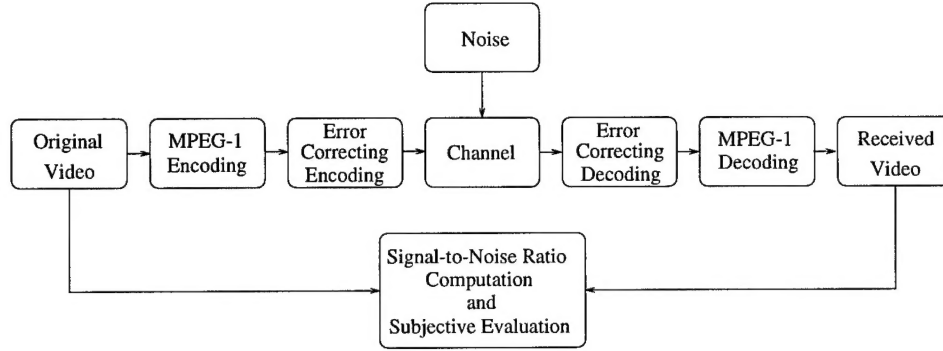 Noise
Original
Video
MPEG-1
Encoding
Error
Correcting
Encoding
Channel
Error
Correcting
Decoding
MPEG-1
Decoding
Received
Video
Signal-to-Noise Ratio
Computation
and
Subjective Evaluation